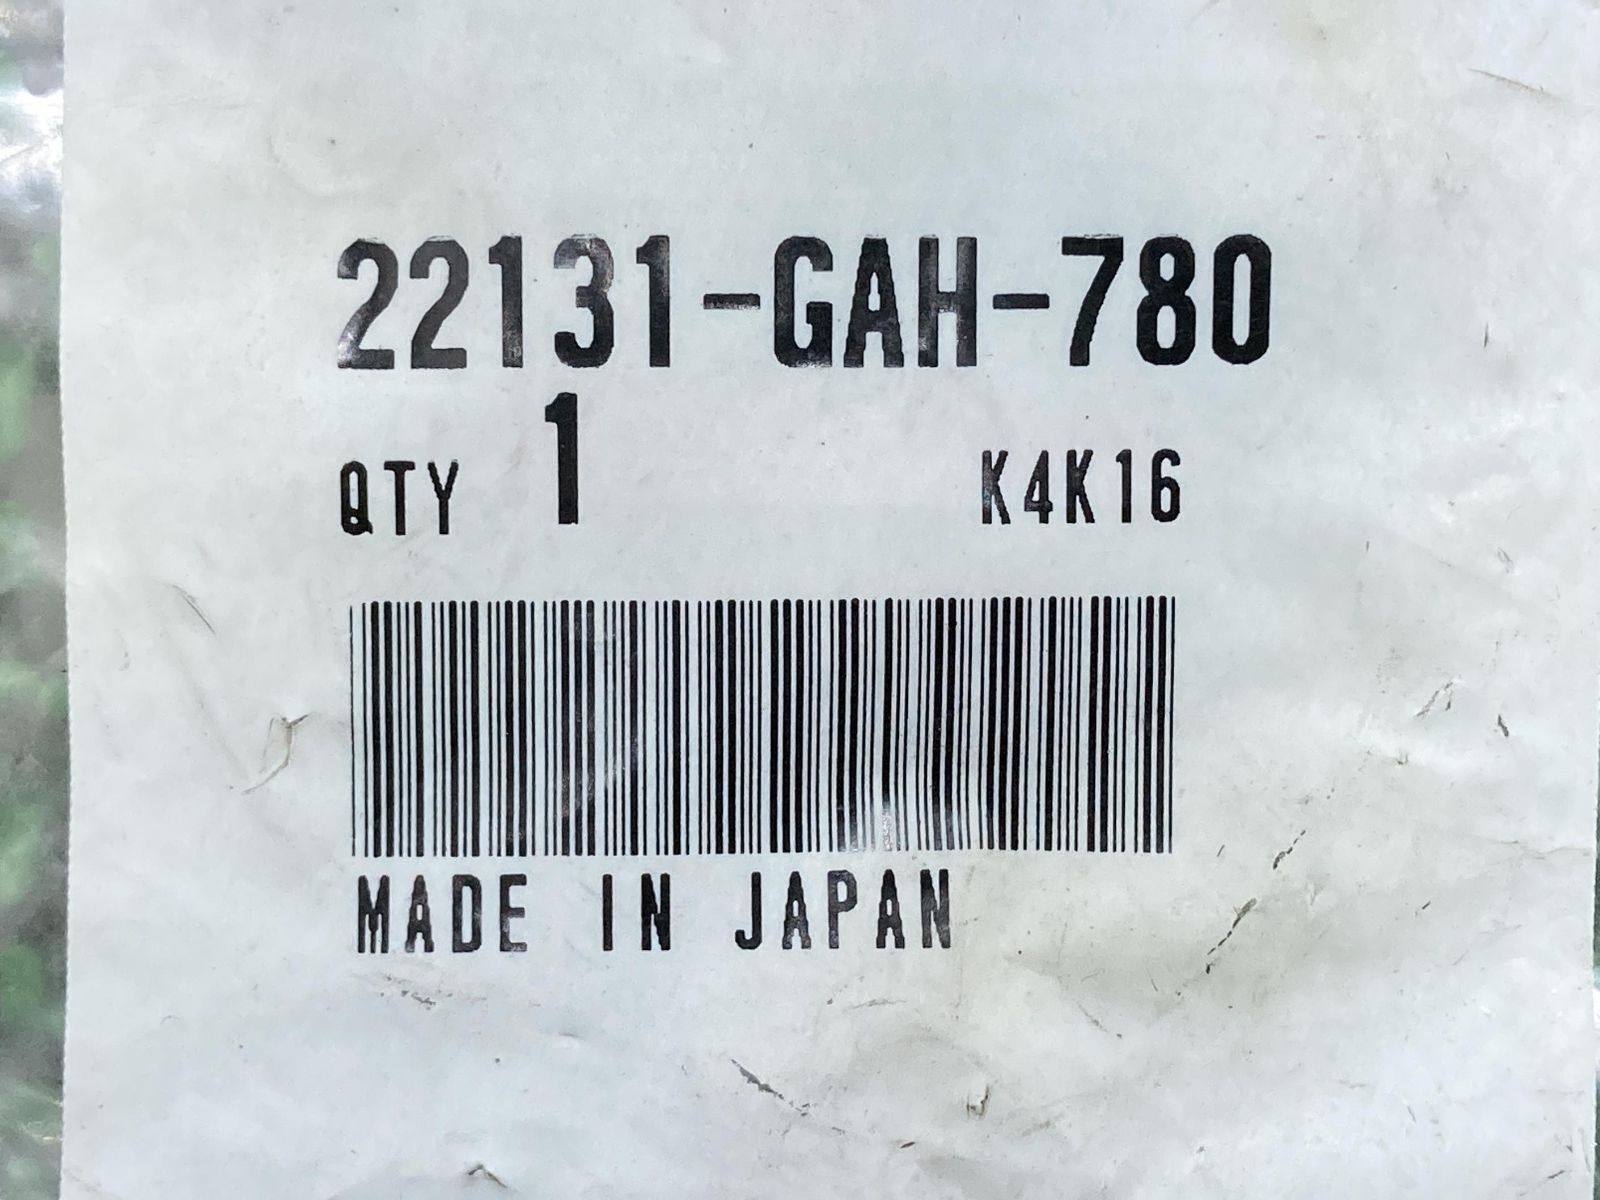 22131-GAH-780
QTY 1 K4K16
MADE IN JAPAN